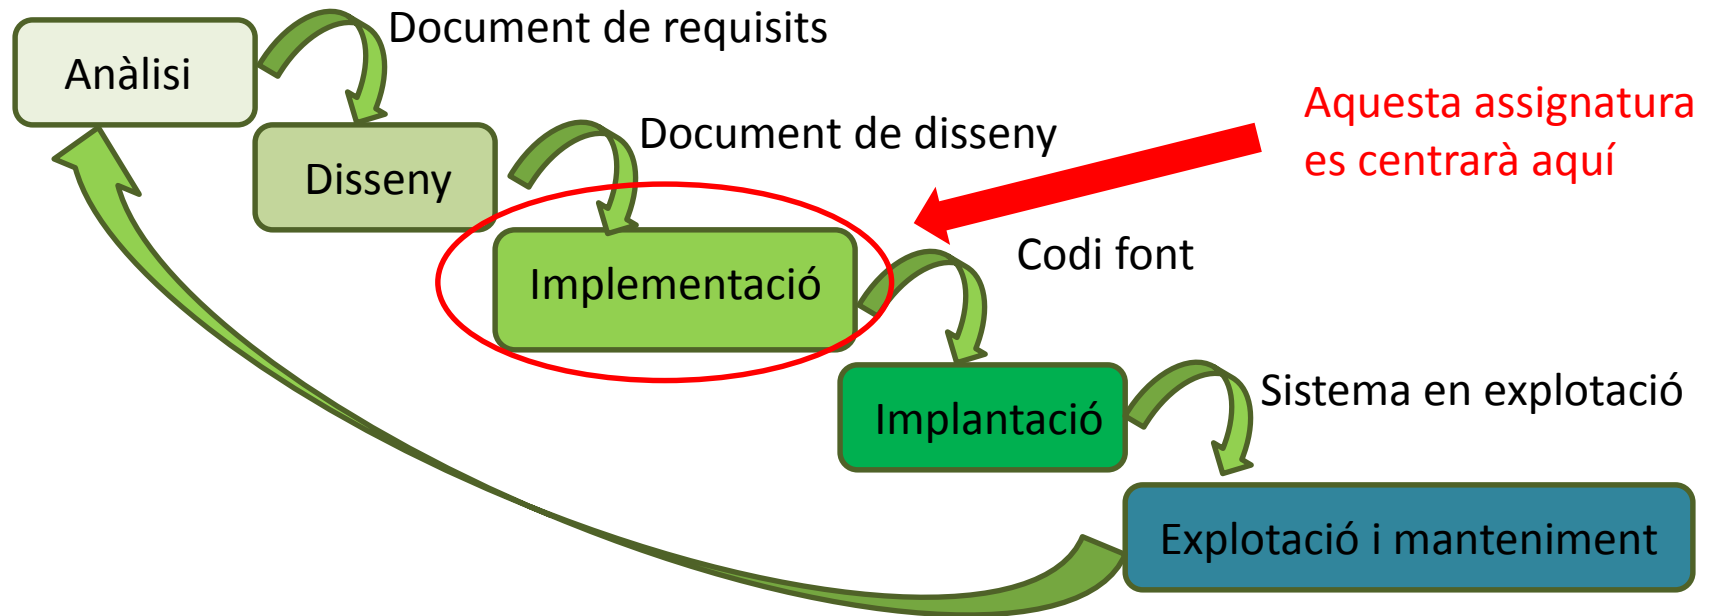 Anàlisi
Document de requisits
Disseny
Document de disseny
Aquesta assignatura
es centrarà aquí
Implementació
Codi font
Implantació
Sistema en explotació
Explotació i manteniment